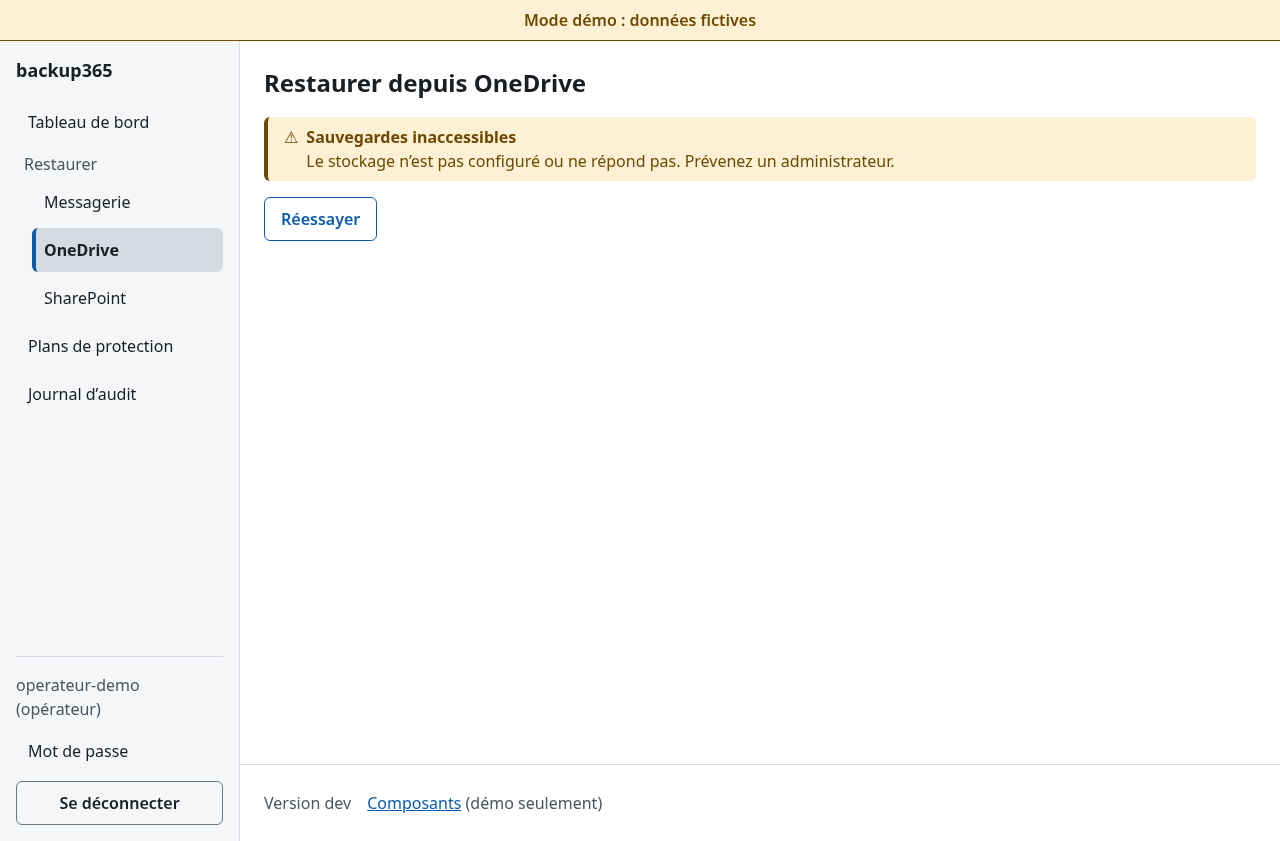 Mode démo : données fictives
backup365
Tableau de bord
Restaurer
Messagerie
OneDrive
SharePoint
Plans de protection
Journal d’audit
operateur-demo
(opérateur)
Mot de passe
Se déconnecter
Restaurer depuis OneDrive
⚠ Sauvegardes inaccessibles
Le stockage n’est pas configuré ou ne répond pas. Prévenez un administrateur.
Réessayer
Version dev Composants (démo seulement)